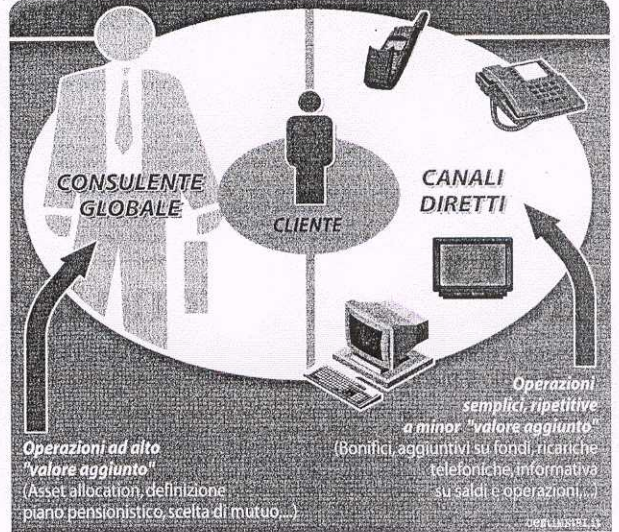 CONSULENTE
GLOBALE
CLIENTE
CANALI
DIRETTI
Operazioni ad alto
"valore aggiunto"
(Asset allocation, definizione
piano pensionistico, scelta di mutuo,...)
Operazioni
semplici, ripetitive
a minor "valore aggiunto"
(Bonifici, aggiuntivi su fondi, ricariche
telefoniche, informativa
su saldi e operazioni,...)